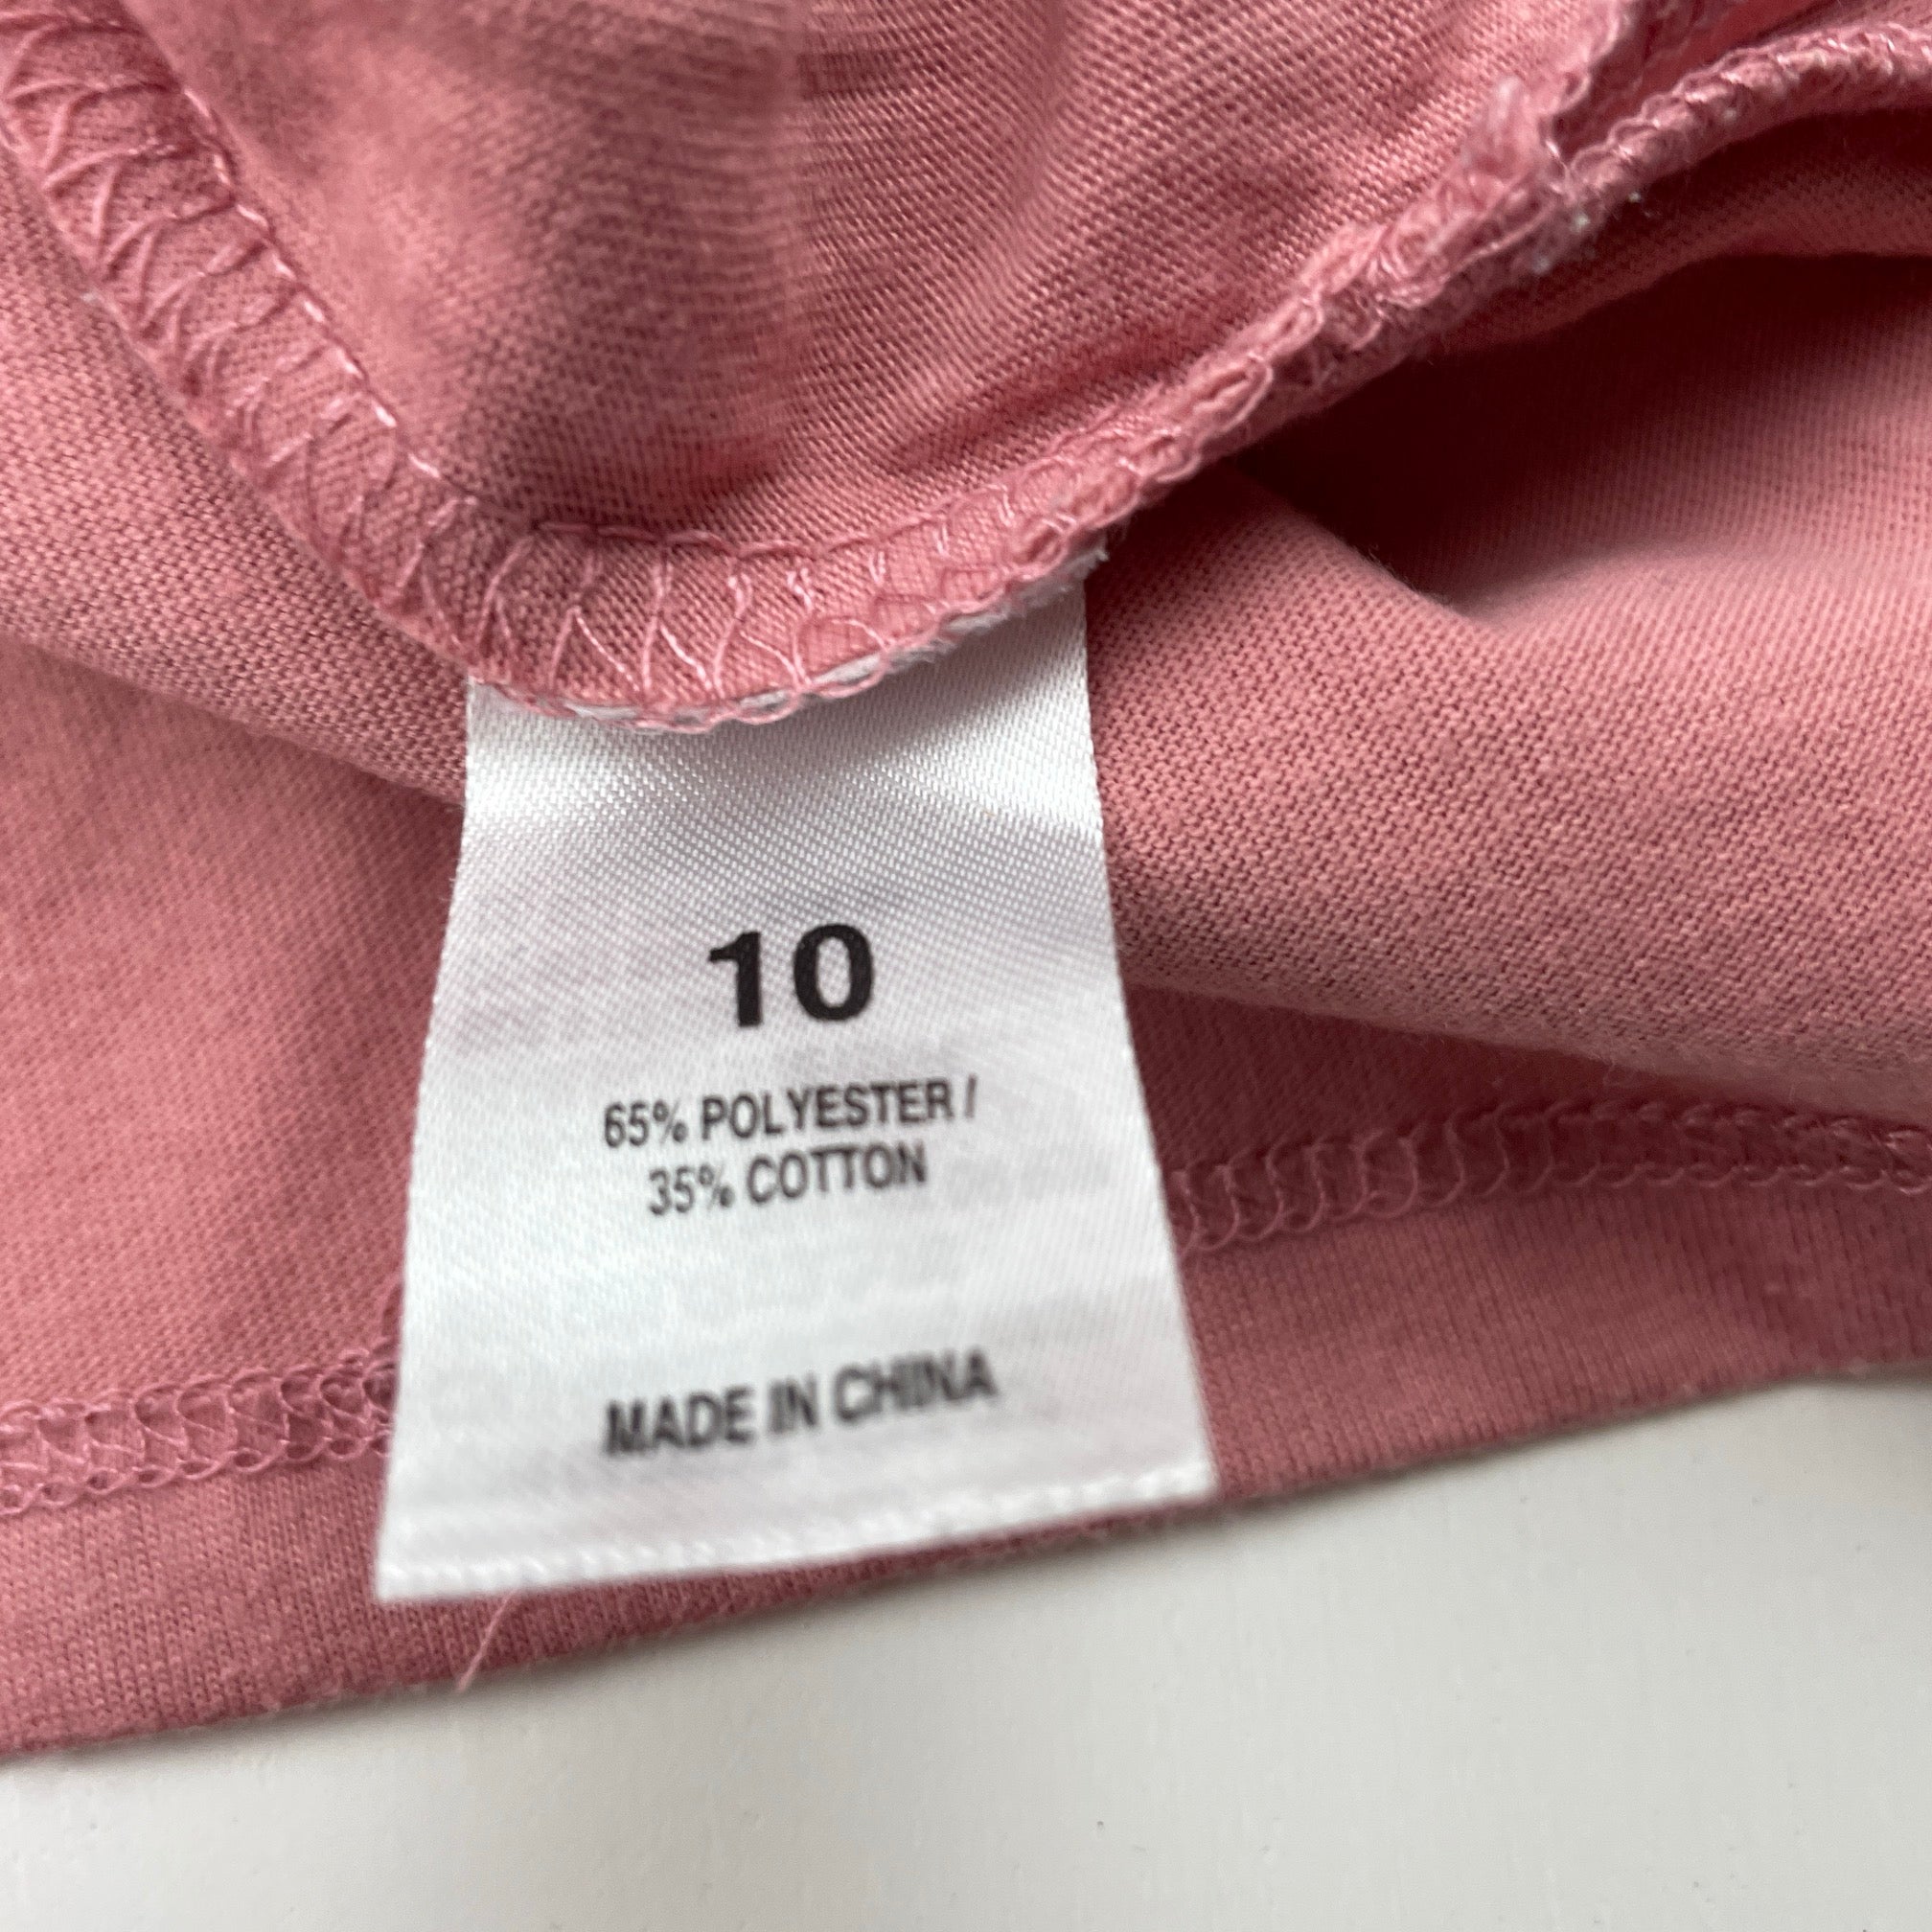 10
65% POLYESTER /
35% COTTON
MADE IN CHINA